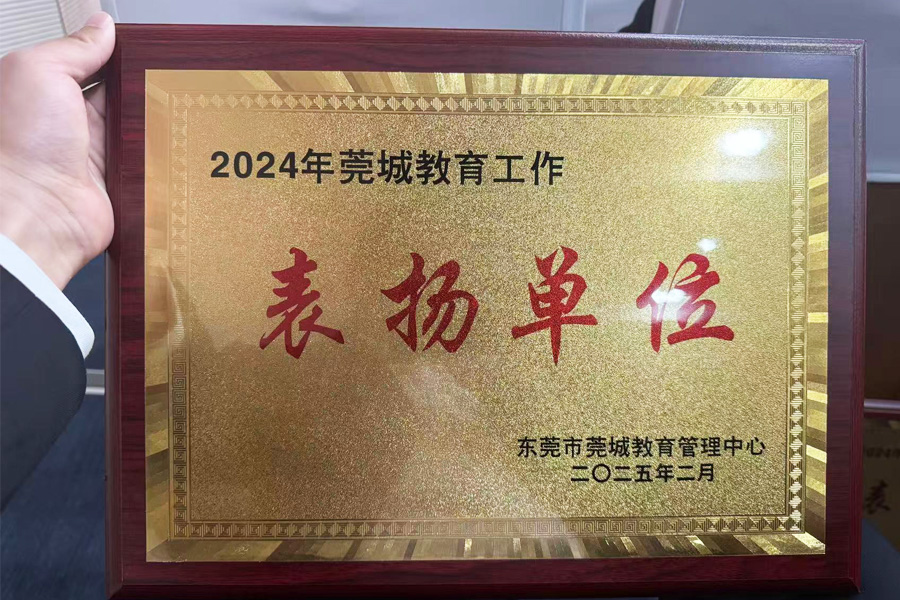 2024年莞城教育工作
表扬单位
东莞市莞城教育管理中心
二〇二五年二月
表